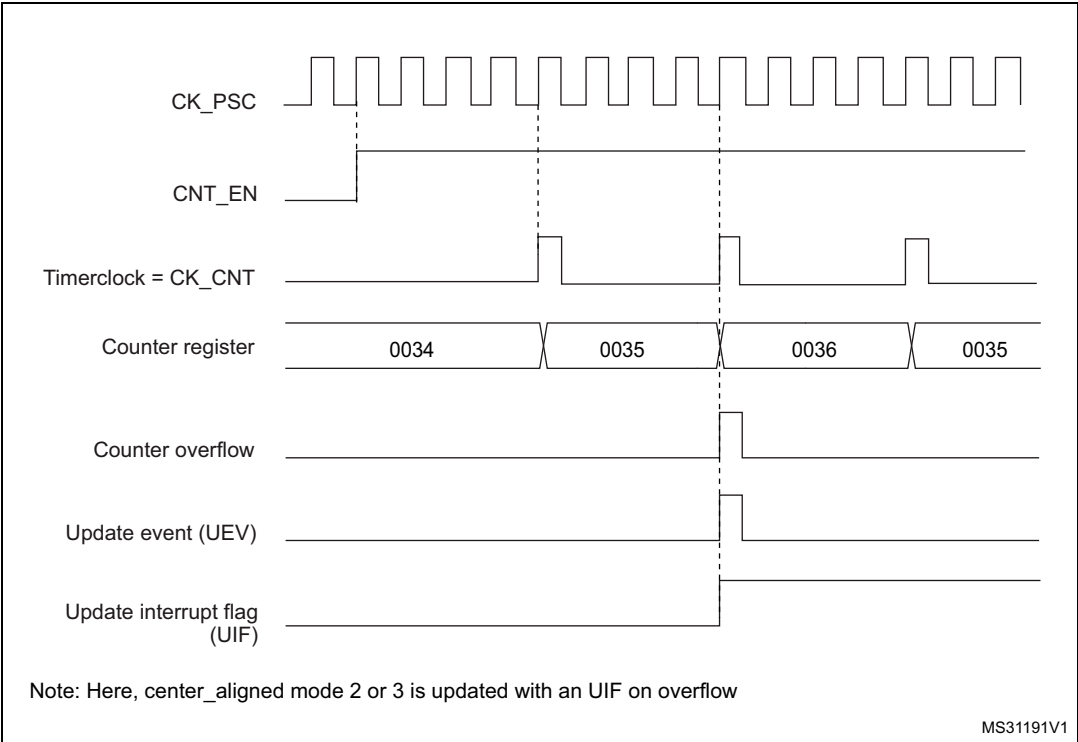 CK_PSC
CNT_EN
Timerclock = CK_CNT
Counter register
0034
0035
0036
0035
Counter overflow
Update event (UEV)
Update interrupt flag
(UIF)
Note: Here, center_aligned mode 2 or 3 is updated with an UIF on overflow
MS31191V1